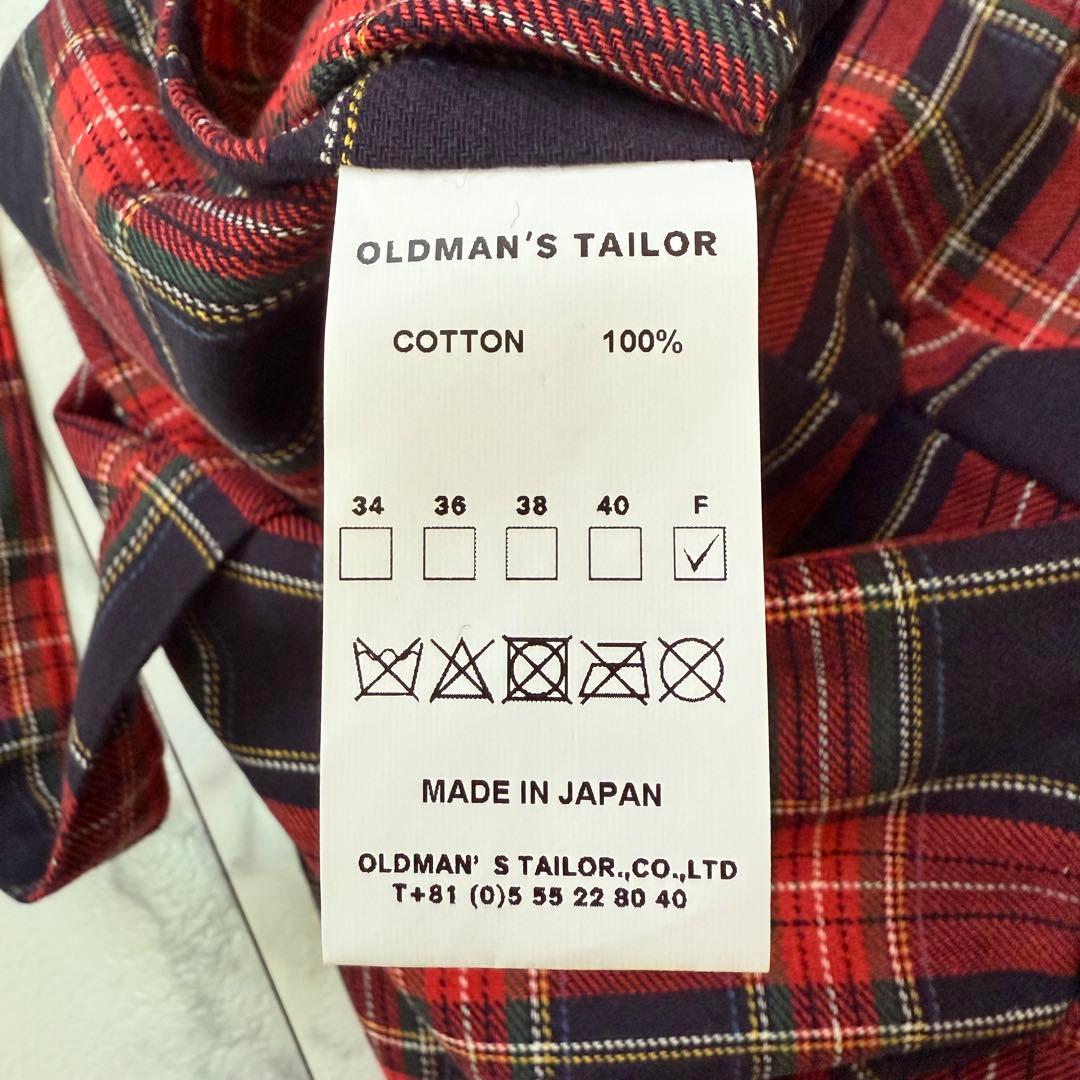 OLDMAN'S TAILOR
COTTON 100%
34 36 38 40 F
MADE IN JAPAN
OLDMAN' S TAILOR.,CO.,LTD
T+81 (0)5 55 22 80 40